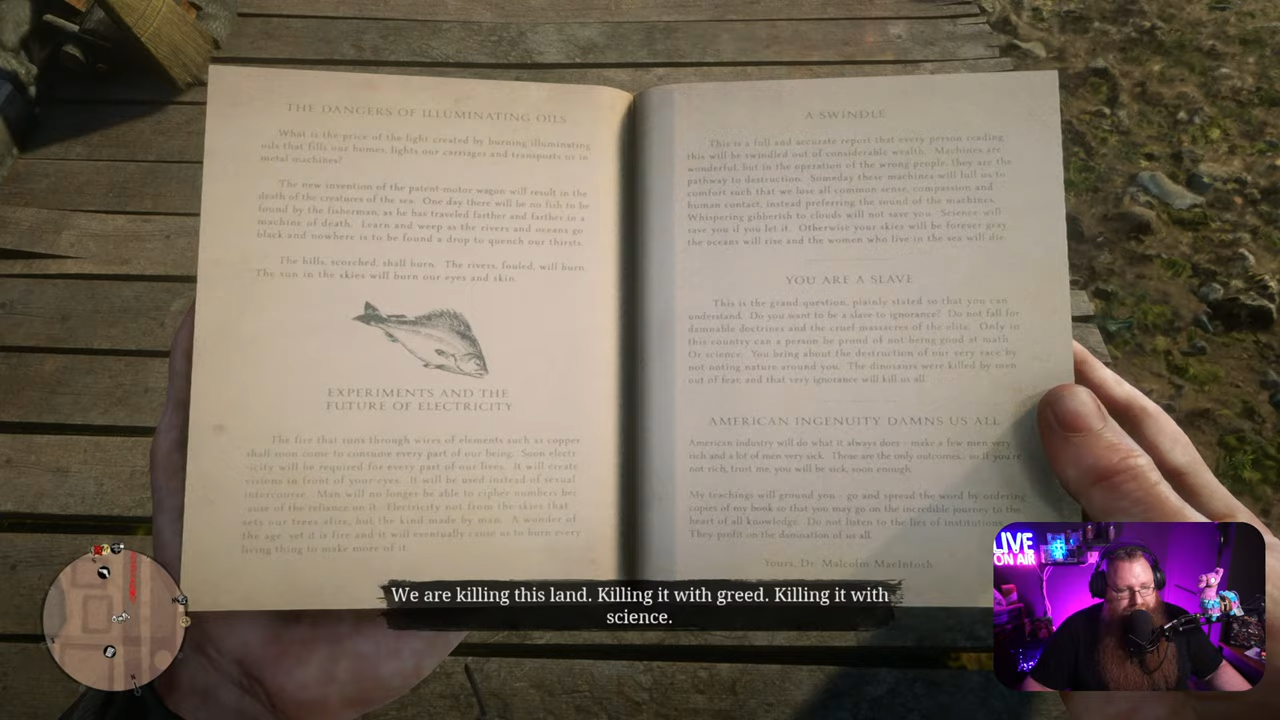 THE DANGERS OF ILLUMINATING OILS
What is the price of the light created by burning illuminating
oils that fills our homes, lights our carriages and transports us in
metal machines?
The new invention of the patent-motor wagon will result in the
death of the creatures of the sea. One day there will be no fish to be
found by the fisherman, as he has traveled farther and farther in a
machine of death. Learn and weep as the rivers and oceans go
black and nowhere is to be found a drop to quench our thirsts.
The hills, scorched, shall burn. The rivers, fouled, will burn.
The sun in the skies will burn our eyes and skin.
EXPERIMENTS AND THE
FUTURE OF ELECTRICITY
The fire that runs through wires of elements such as copper
shall soon come to consume every part of our being. Soon electr
-icity will be required for every part of our lives. It will create
visions in front of your eyes. It will be used instead of sexual
intercourse. Man will no longer be able to cipher numbers bec
ause of the reliance on it. Electricity not from the skies that
sets our trees afire, but the kind made by man. A wonder of
the age, yet it is fire and it will eventually cause us to burn every
living thing to make more of it.
A SWINDLE
This is a full and accurate report that every person reading
this will be swindled out of considerable wealth. Machines are
wonderful, but in the operation of the wrong people, they are the
pathway to destruction. Someday these machines will lull us to
comfort such that we lose all common sense, compassion and
human contact, instead preferring the sound of the machines.
Whispering gibberish to clouds will not save you. Science will
save you if you let it. Otherwise your skies will be forever gray
the oceans will rise and the women who live in the sea will die.
YOU ARE A SLAVE
This is the grand question, plainly stated so that you can
understand. Do you want to be a slave to ignorance? Do not fall for
damnable doctrines and the cruel massacres of the elite. Only in
this country can a person be proud of not being good at math.
Or science. You bring about the destruction of our very race by
not noting nature around you. The dinosaurs were killed by men
out of fear, and that very ignorance will kill us all.
AMERICAN INGENUITY DAMNS US ALL
American industry will do what it always does - make a few men very
rich and a lot of men very sick. Those are the only outcomes, so if you're
not rich, trust me, you will be sick, soon enough.
My teachings will ground you - go and spread the word by ordering
copies of my book so that you may go on the incredible journey to the
heart of all knowledge. Do not listen to the lies of institutions.
They profit on the damnation of us all.
Yours, Dr. Malcolm MacIntosh
We are killing this land. Killing it with greed. Killing it with
science.
LIVE
ON AIR
N